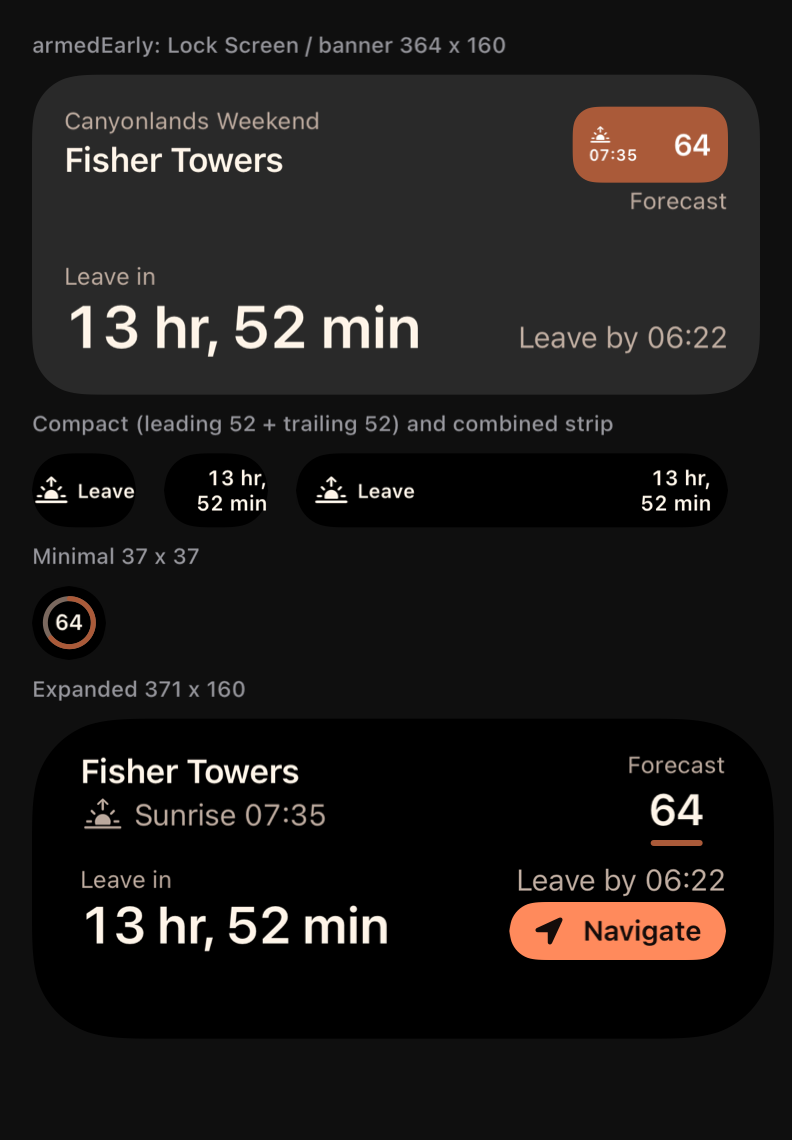 armedEarly: Lock Screen / banner 364 x 160
Canyonlands Weekend
Fisher Towers
07:35
64
Forecast
Leave in
13 hr, 52 min
Leave by 06:22
Compact (leading 52 + trailing 52) and combined strip
Leave
13 hr,
52 min
Leave
13 hr,
52 min
Minimal 37 x 37
64
Expanded 371 x 160
Fisher Towers
Sunrise 07:35
Forecast
64
Leave in
13 hr, 52 min
Leave by 06:22
Navigate